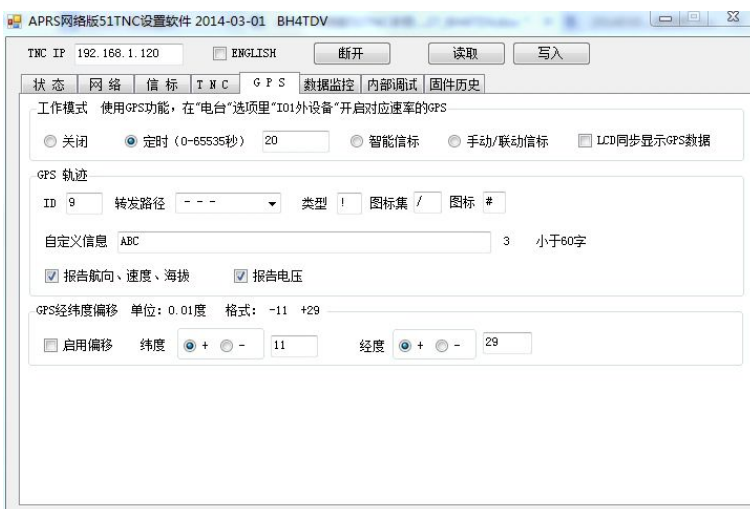 APRS网络版51TNC设置软件 2014-03-01 BH4TDV
TNC IP 192.168.1.120 ENGLISH 断开 读取 写入
状态 网络 信标 TNC GPS 数据监控 内部调试 固件历史
工作模式 使用GPS功能，在"电台"选项里"IO1外设备"开启对应速率的GPS
关闭 定时(0-65535秒) 20 智能信标 手动/联动信标 LCD同步显示GPS数据
GPS 轨迹
ID 9 转发路径 - - - 类型 ! 图标集 / 图标 #
自定义信息 ABC 3 小于60字
报告航向、速度、海拔 报告电压
GPS经纬度偏移 单位: 0.01度 格式: -11 +29
启用偏移 纬度 + - 11 经度 + - 29